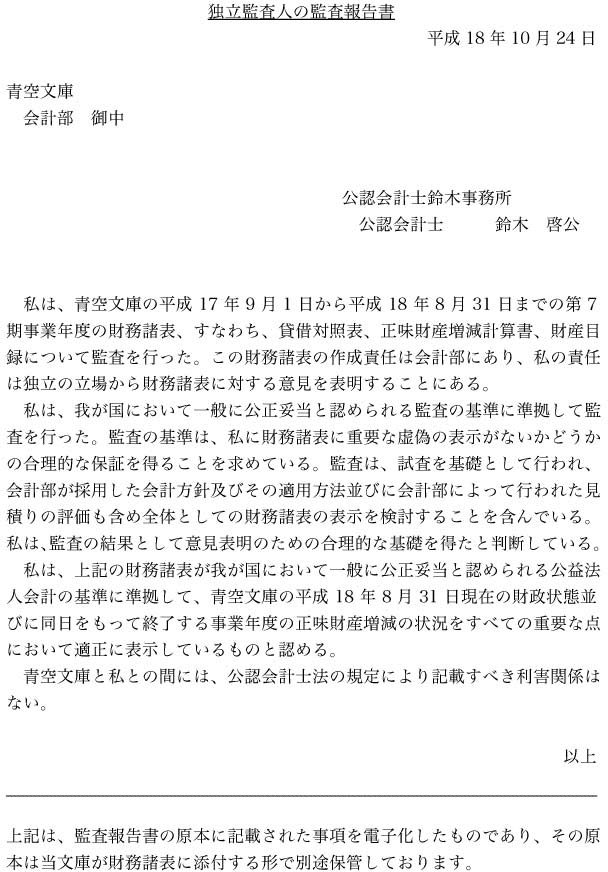 独立監査人の監査報告書
平成 18 年 10 月 24 日
青空文庫
会計部　御中
公認会計士鈴木事務所
公認会計士　　　鈴木　啓公
私は、青空文庫の平成 17 年 9 月 1 日から平成 18 年 8 月 31 日までの第 7
期事業年度の財務諸表、すなわち、貸借対照表、正味財産増減計算書、財産目
録について監査を行った。この財務諸表の作成責任は会計部にあり、私の責任
は独立の立場から財務諸表に対する意見を表明することにある。
私は、我が国において一般に公正妥当と認められる監査の基準に準拠して監
査を行った。監査の基準は、私に財務諸表に重要な虚偽の表示がないかどうか
の合理的な保証を得ることを求めている。監査は、試査を基礎として行われ、
会計部が採用した会計方針及びその適用方法並びに会計部によって行われた見
積りの評価も含め全体としての財務諸表の表示を検討することを含んでいる。
私は、監査の結果として意見表明のための合理的な基礎を得たと判断している。
私は、上記の財務諸表が我が国において一般に公正妥当と認められる公益法
人会計の基準に準拠して、青空文庫の平成 18 年 8 月 31 日現在の財政状態並
びに同日をもって終了する事業年度の正味財産増減の状況をすべての重要な点
において適正に表示しているものと認める。
青空文庫と私との間には、公認会計士法の規定により記載すべき利害関係は
ない。
以上
上記は、監査報告書の原本に記載された事項を電子化したものであり、その原
本は当文庫が財務諸表に添付する形で別途保管しております。